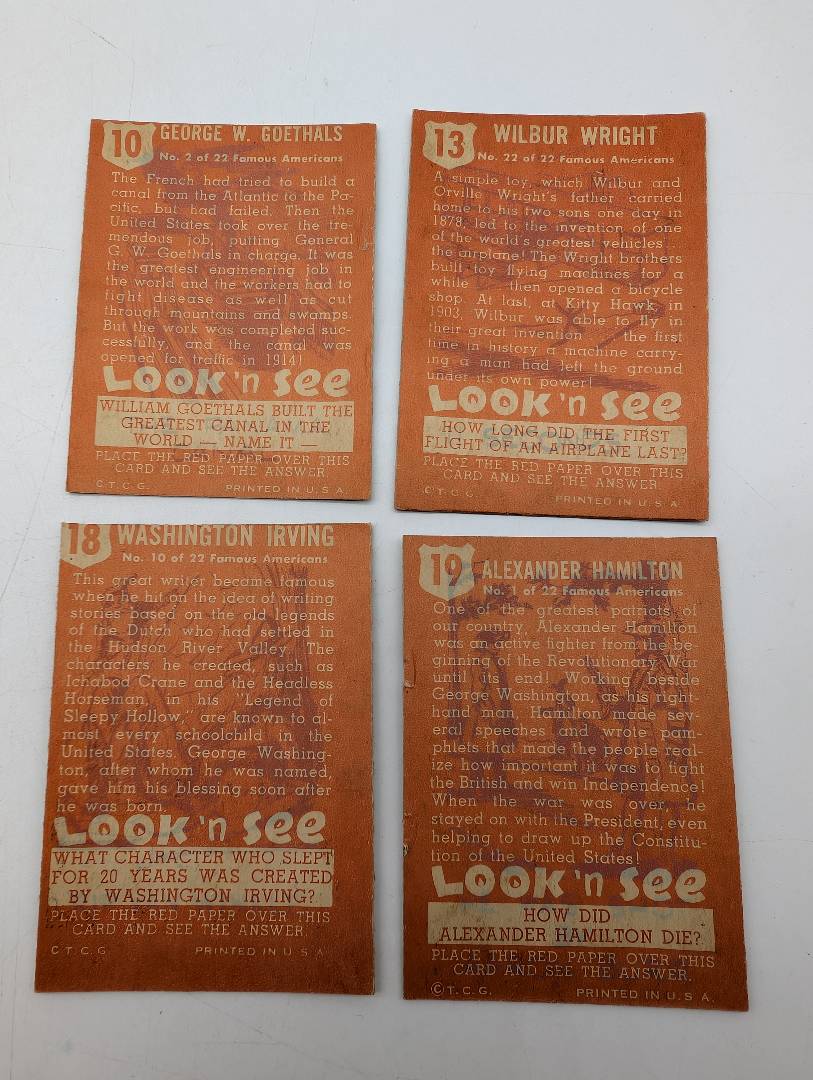 10
GEORGE W. GOETHALS
No. 2 of 22 Famous Americans
The French had tried to build a
canal from the Atlantic to the Pa-
cific, but had failed. Then the
United States took over the tre-
mendous job, putting General
G. W. Goethals in charge. It was
the greatest engineering job in
the world and the workers had to
fight disease as well as cut
through mountains and swamps.
But the work was completed suc-
cessfully, and the canal was
opened for traffic in 1914!
LOOK 'n SEE
WILLIAM GOETHALS BUILT THE
GREATEST CANAL IN THE
WORLD — NAME IT —
PLACE THE RED PAPER OVER THIS
CARD AND SEE THE ANSWER.
© T. C. G. PRINTED IN U. S. A.
13
WILBUR WRIGHT
No. 22 of 22 Famous Americans
A simple toy, which Wilbur and
Orville Wright's father carried
home to his two sons one day in
1878, led to the invention of one
of the world's greatest vehicles . .
the airplane! The Wright brothers
built toy flying machines for a
while . . . then opened a bicycle
shop. At last, at Kitty Hawk, in
1903, Wilbur was able to fly in
their great invention . . . the first
time in history a machine carry-
ing a man had left the ground
under its own power!
LOOK 'n SEE
HOW LONG DID THE FIRST
FLIGHT OF AN AIRPLANE LAST?
PLACE THE RED PAPER OVER THIS
CARD AND SEE THE ANSWER
© T. C. G. PRINTED IN U. S. A.
18
WASHINGTON IRVING
No. 10 of 22 Famous Americans
This great writer became famous
when he hit on the idea of writing
stories based on the old legends
of the Dutch who had settled in
the Hudson River Valley. The
characters he created, such as
Ichabod Crane and the Headless
Horseman, in his "Legend of
Sleepy Hollow," are known to al-
most every schoolchild in the
United States. George Washing-
ton, after whom he was named,
gave him his blessing soon after
he was born.
LOOK 'n SEE
WHAT CHARACTER WHO SLEPT
FOR 20 YEARS WAS CREATED
BY WASHINGTON IRVING?
PLACE THE RED PAPER OVER THIS
CARD AND SEE THE ANSWER.
© T. C. G. PRINTED IN U. S. A.
19
ALEXANDER HAMILTON
No. of 22 Famous Americans
One of the greatest patriots of
our country, Alexander Hamilton
was an active fighter from the be-
ginning of the Revolutionary War
until its end! Working beside
George Washington, as his right-
hand man, Hamilton made sev-
eral speeches and wrote pam-
phlets that made the people real-
ize how important it was to fight
the British and win Independence!
When the war was over, he
stayed on with the President, even
helping to draw up the Constitu-
tion of the United States!
LOOK 'n SEE
HOW DID
ALEXANDER HAMILTON DIE?
PLACE THE RED PAPER OVER THIS
CARD AND SEE THE ANSWER.
© T. C. G. PRINTED IN U. S. A.